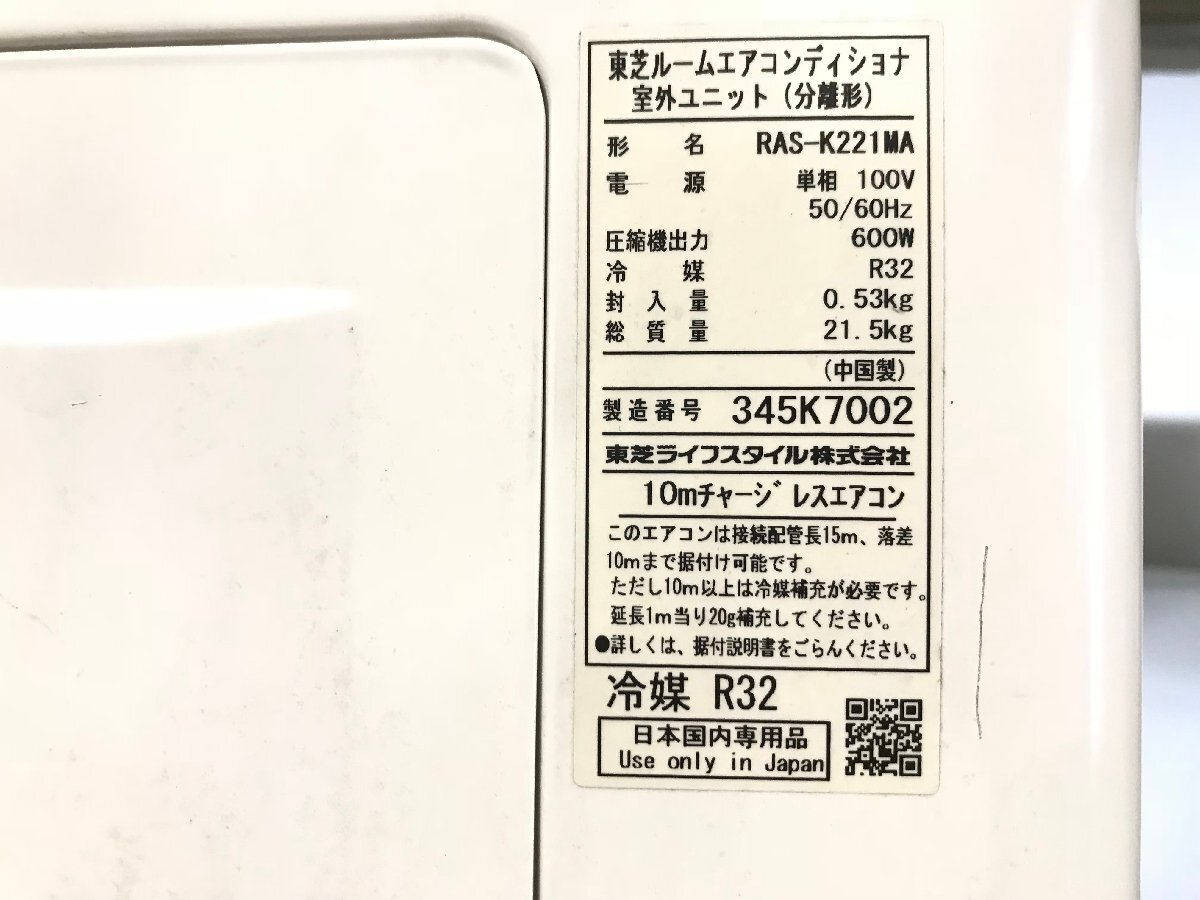 東芝ルームエアコンディショナ
室外ユニット(分離形)
形 名 RAS-K221MA
電 源 単相 100V
50/60Hz
圧縮機出力 600W
冷 媒 R32
封 入 量 0.53kg
総 質 量 21.5kg
(中国製)
製造番号 345K7002
東芝ライフスタイル株式会社
10mチャージレスエアコン
このエアコンは接続配管長15m、落差
10mまで据付け可能です。
ただし10m以上は冷媒補充が必要です。
延長1m当り20g補充してください。
●詳しくは、据付説明書をごらんください。
冷媒 R32
日本国内専用品
Use only in Japan